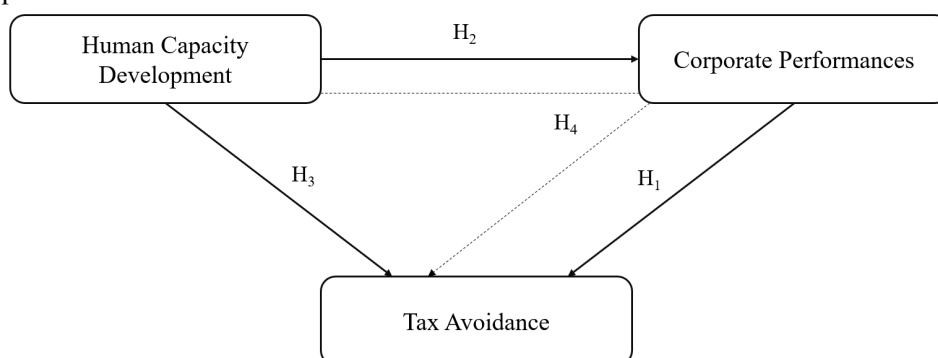 Human Capacity
Development
H₂
Corporate Performances
H₄
H₃
H₁
Tax Avoidance